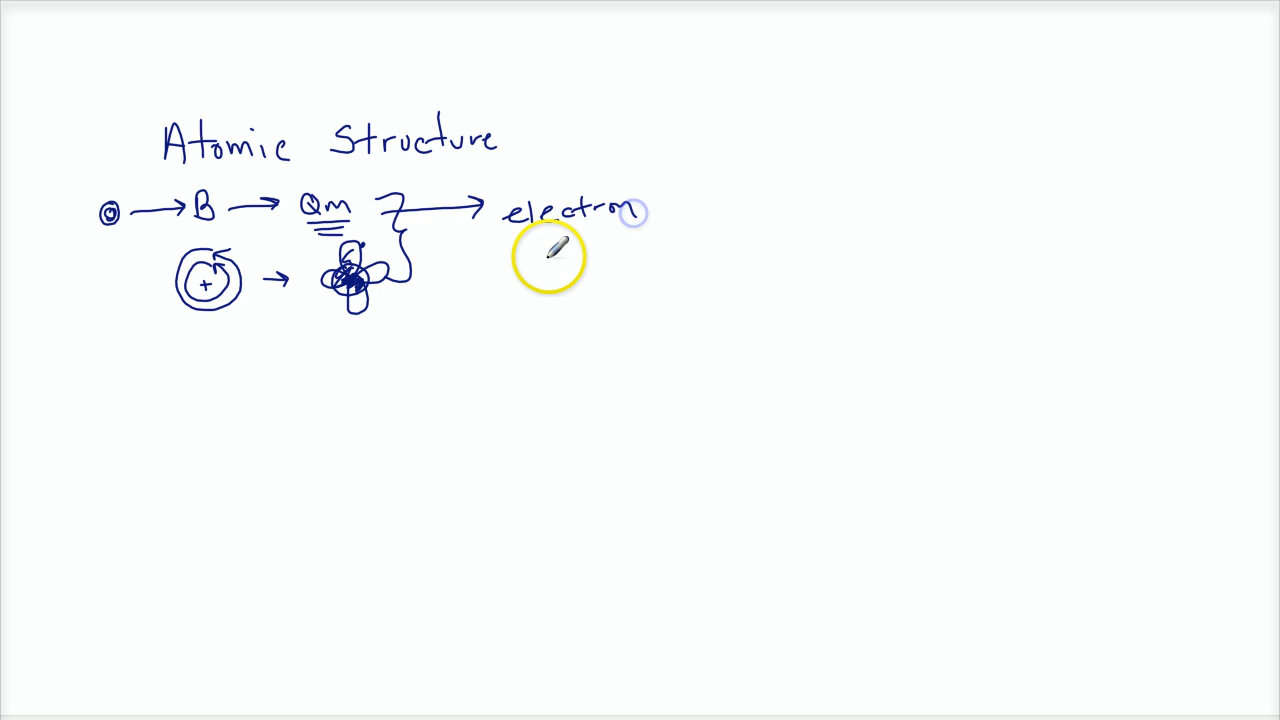 Atomic Structure
→ B → Qm → electron
+ →